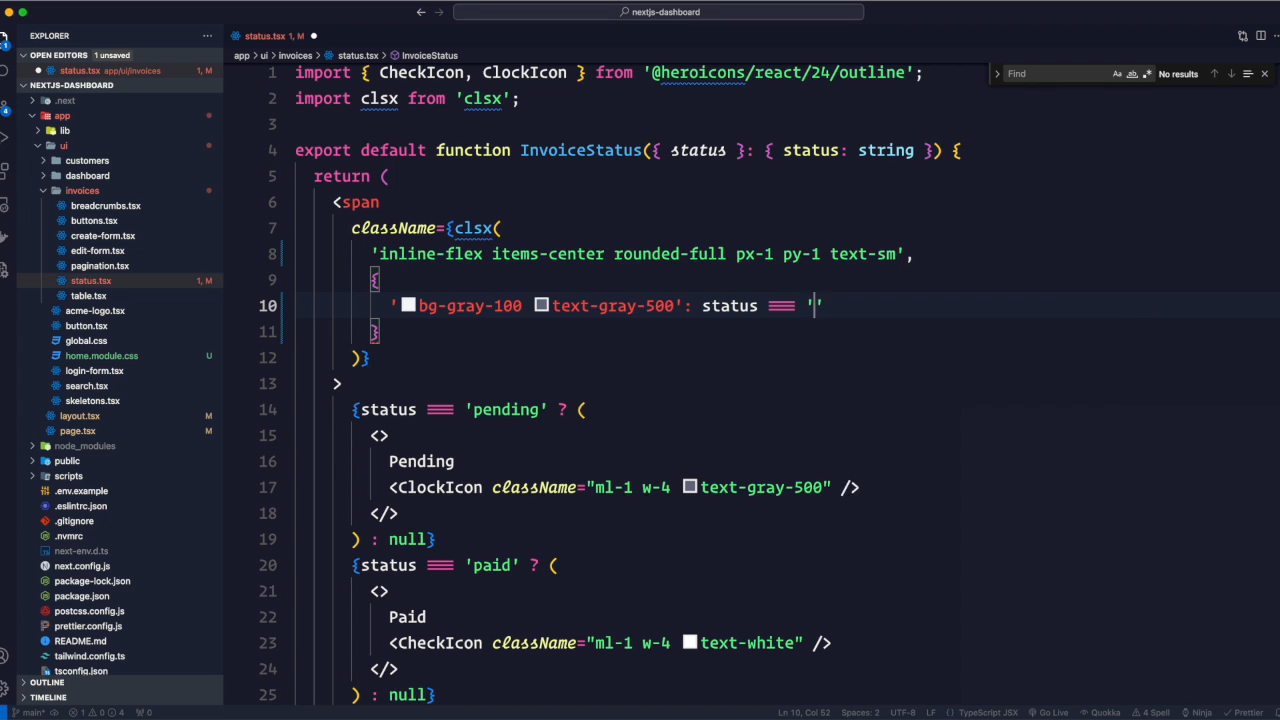 nextjs-dashboard
EXPLORER
OPEN EDITORS 1 unsaved
status.tsx app/ui/invoices 1, M
NEXTJS-DASHBOARD
.next
app
lib
ui
customers
dashboard
invoices
breadcrumbs.tsx
buttons.tsx
create-form.tsx
edit-form.tsx
pagination.tsx
status.tsx 1, M
table.tsx
acme-logo.tsx
button.tsx
global.css
home.module.css U
login-form.tsx
search.tsx
skeletons.tsx
layout.tsx M
page.tsx M
node_modules
public
scripts
.env.example
.eslintrc.json
.gitignore
.nvmrc
next-env.d.ts
next.config.js
package-lock.json
package.json
postcss.config.js
prettier.config.js
README.md
tailwind.config.ts
tsconfig.json
OUTLINE
TIMELINE
status.tsx 1, M
app › ui › invoices › status.tsx › InvoiceStatus
Find Aa ab No results
1 import { CheckIcon, ClockIcon } from '@heroicons/react/24/outline';
2 import clsx from 'clsx';
3
4 export default function InvoiceStatus({ status }: { status: string }) {
5 return (
6 <span
7 className={clsx(
8 'inline-flex items-center rounded-full px-1 py-1 text-sm',
9 {
10 'bg-gray-100 text-gray-500': status === ''
11 }
12 )}
13 >
14 {status === 'pending' ? (
15 <>
16 Pending
17 <ClockIcon className="ml-1 w-4 text-gray-500" />
18 </>
19 ) : null}
20 {status === 'paid' ? (
21 <>
22 Paid
23 <CheckIcon className="ml-1 w-4 text-white" />
24 </>
25 ) : null}
main* 1 0 4 0 Ln 10, Col 52 Spaces: 2 UTF-8 LF {} TypeScript JSX Go Live Quokka 4 Spell Ninja Prettier